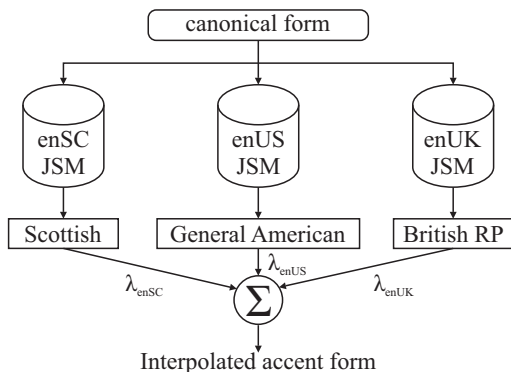 canonical form
enSC
JSM
enUS
JSM
enUK
JSM
Scottish
General American
British RP
λenSC
λenUS
λenUK
Σ
Interpolated accent form